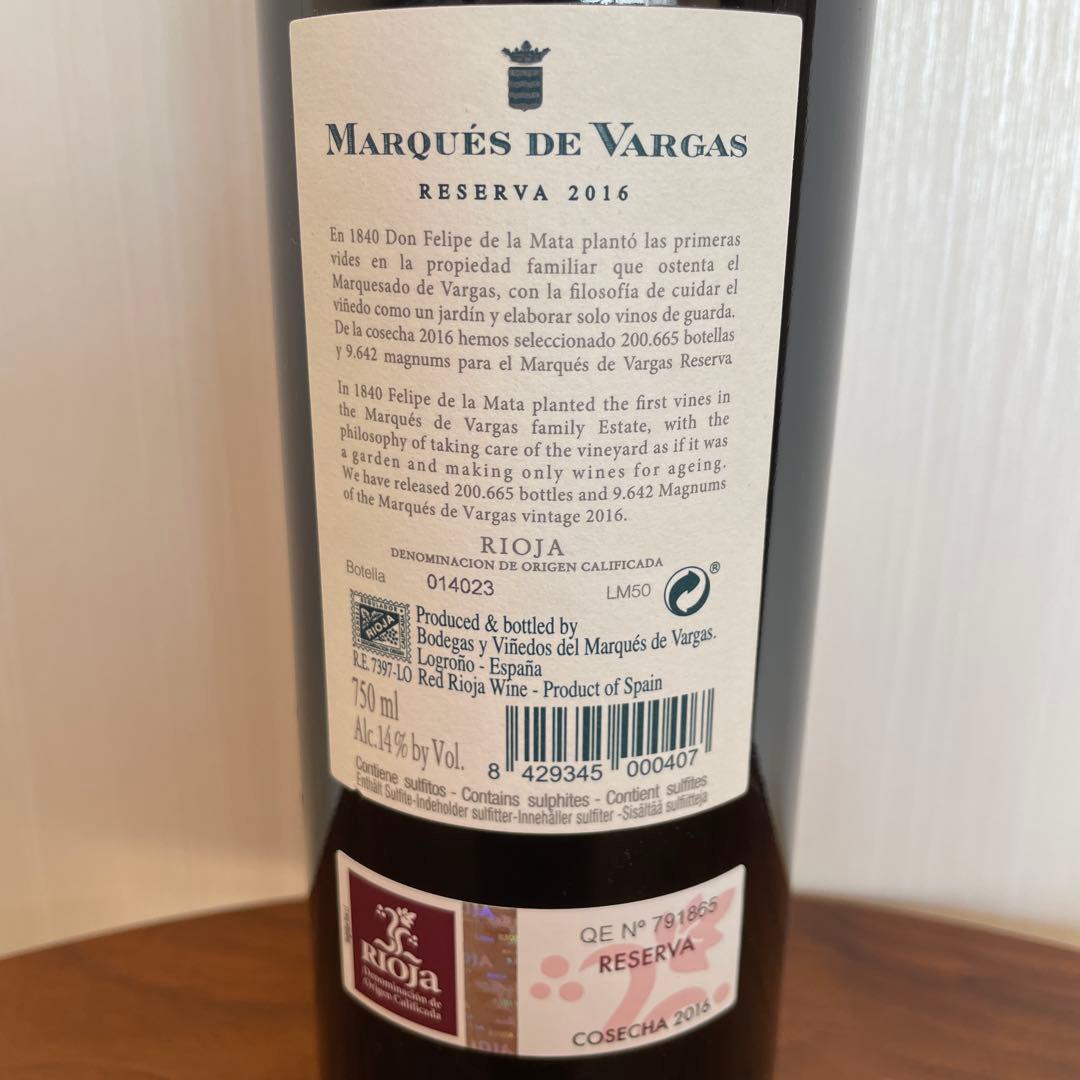 MARQUÉS DE VARGAS
RESERVA 2016
En 1840 Don Felipe de la Mata plantó las primeras
vides en la propiedad familiar que ostenta el
Marquesado de Vargas, con la filosofía de cuidar el
viñedo como un jardín y elaborar solo vinos de guarda.
De la cosecha 2016 hemos seleccionado 200.665 botellas
y 9.642 magnums para el Marqués de Vargas Reserva
In 1840 Felipe de la Mata planted the first vines in
the Marqués de Vargas family Estate, with the
philosophy of taking care of the vineyard as if it was
a garden and making only wines for ageing.
We have released 200.665 bottles and 9.642 Magnums
of the Marqués de Vargas vintage 2016.
RIOJA
DENOMINACION DE ORIGEN CALIFICADA
Botella 014023 LM50 ®
RIOJA
Produced & bottled by
Bodegas y Viñedos del Marqués de Vargas.
Logroño - España
R.E. 7397-LO Red Rioja Wine - Product of Spain
750 ml
Alc.14% by Vol.
8 429345 000407
Contiene sulfitos - Contains sulphites - Contient sulfites
Enthält Sulfite-Indeholder sulfitter-Innehåller sulfiter -Sisältää sulfiitteja
RIOJA
Denominación de
Origen Calificada
QE Nº 791865
RESERVA
COSECHA 2016